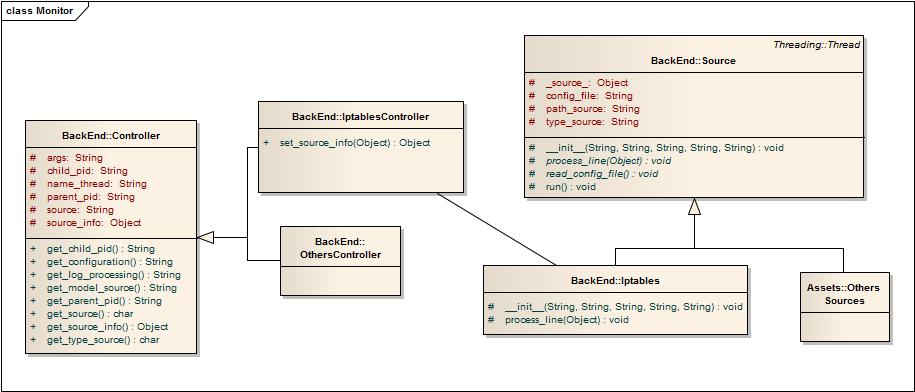 class Monitor
BackEnd::Controller
# args: String
# child_pid: String
# name_thread: String
# parent_pid: String
# source: String
# source_info: Object
+ get_child_pid() : String
+ get_configuration() : String
+ get_log_processing() : String
+ get_model_source() : String
+ get_parent_pid() : String
+ get_source() : char
+ get_source_info() : Object
+ get_type_source() : char
BackEnd::IptablesController
+ set_source_info(Object) : Object
BackEnd::
OthersController
Threading::Thread
BackEnd::Source
# _source_: Object
# config_file: String
# path_source: String
# type_source: String
# __init__(String, String, String, String, String) : void
# process_line(Object) : void
# read_config_file() : void
# run() : void
BackEnd::Iptables
# __init__(String, String, String, String, String) : void
# process_line(Object) : void
Assets::Others
Sources